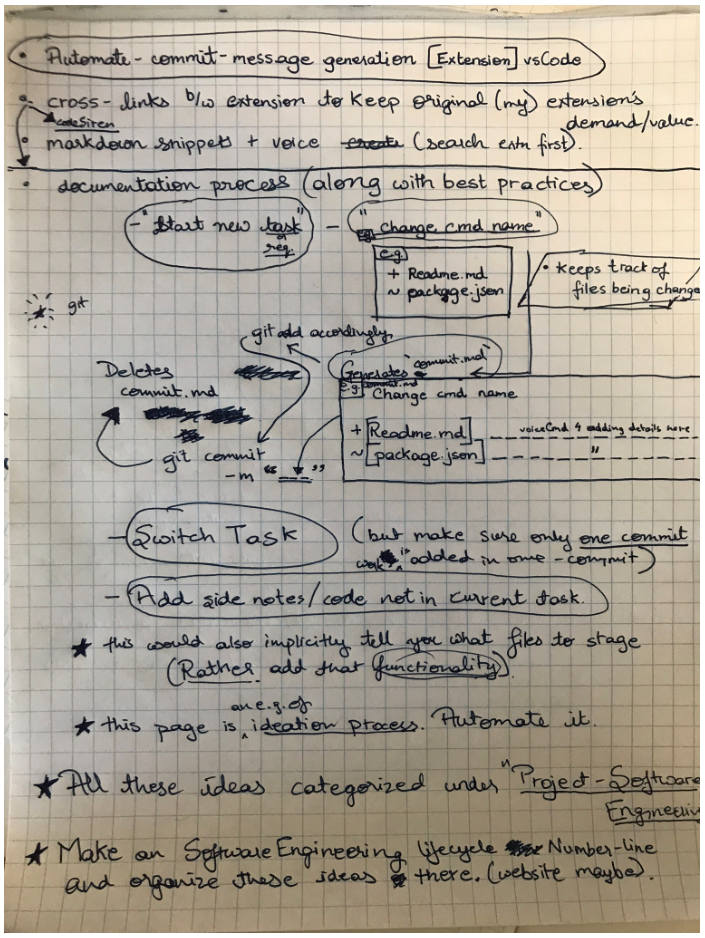 • Automate-commit-message generation [Extension] vsCode
• cross-links b/w extension to keep original (my) extension's
demand/value.
codeSiren
• markdown snippets + voice create (search extn first).
• documentation process (along with best practices)
- "Start new task" - "change cmd name"
or
req.
e.g.
e.g.
+ Readme.md
~ package.json
• keeps track of
files being change
git
git add accordingly
Generates `commit.md`
Deletes
commit.md
e.g. commit.md
Change cmd name
+ [Readme.md] voiceCmd 4 adding details here
~ [package.json] "
git commit
-m "_ _ _"
- Switch Task (but make sure only one commit
work is added in one-commit)
- Add side notes/code not in current task.
★ this would also implicitly tell you what files to stage
(Rather add that functionality).
an e.g. of
★ this page is ^ ideation process. Automate it.
★ All these ideas categorized under "Project-Software
Engineerin
★ Make an Software Engineering lifecycle Number-line
and organize these ideas there. (website maybe).